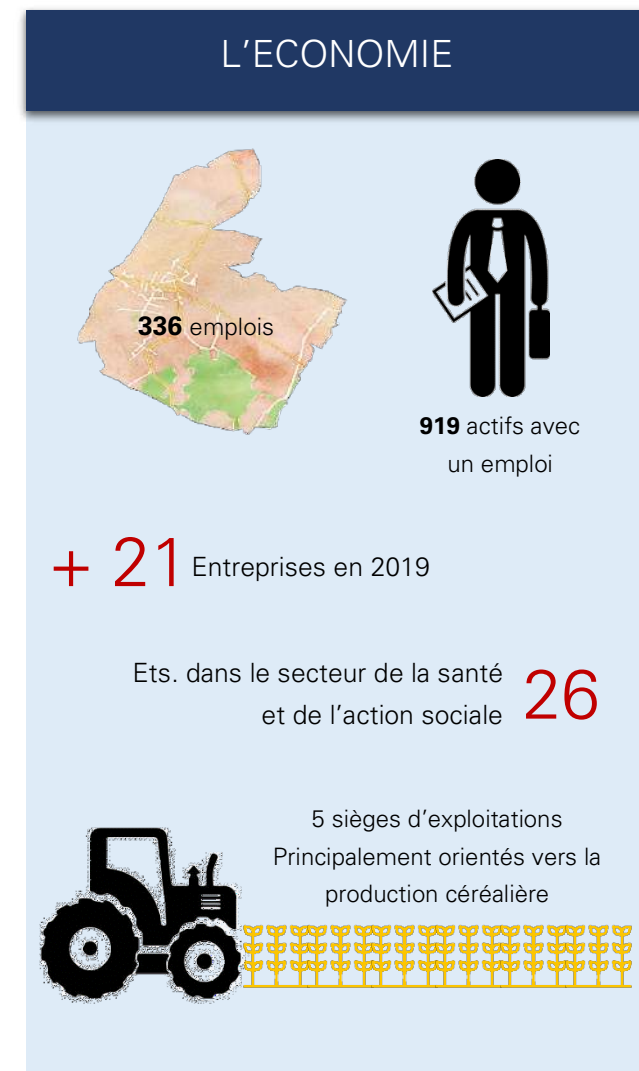 L'ECONOMIE
336 emplois
919 actifs avec
un emploi
+ 21 Entreprises en 2019
Ets. dans le secteur de la santé
et de l'action sociale
26
5 sièges d'exploitations
Principalement orientés vers la
production céréalière